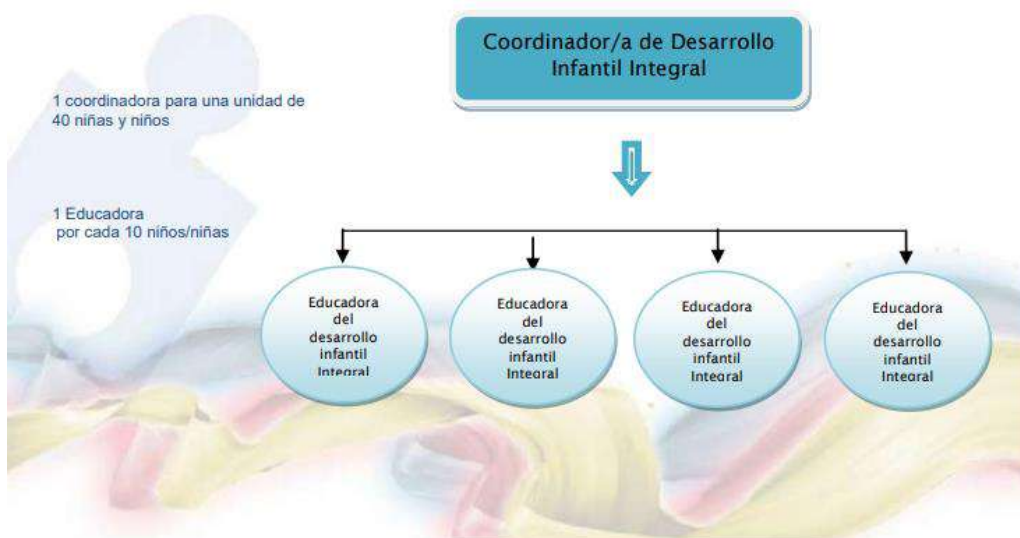 Coordinador/a de Desarrollo
Infantil Integral
1 coordinadora para una unidad de
40 niñas y niños
1 Educadora
por cada 10 niños/niñas
Educadora
del
desarrollo
infantil
Integral
Educadora
del
desarrollo
infantil
Integral
Educadora
del
desarrollo
infantil
Integral
Educadora
del
desarrollo
infantil
Integral